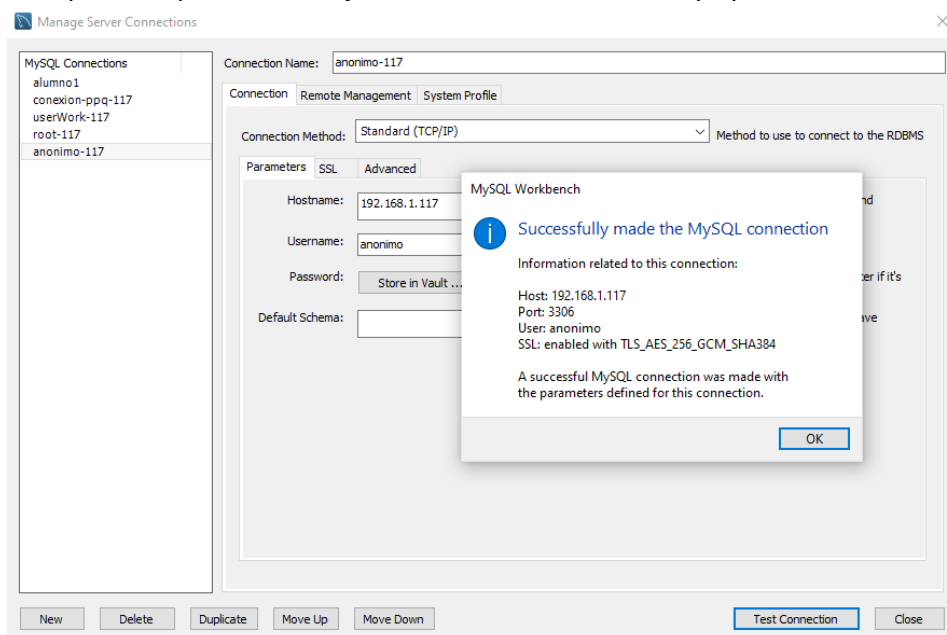 Manage Server Connections
MySQL Connections
alumno1
conexion-ppq-117
userWork-117
root-117
anonimo-117
Connection Name: anonimo-117
Connection Remote Management System Profile
Connection Method: Standard (TCP/IP) Method to use to connect to the RDBMS
Parameters SSL Advanced
Hostname: 192.168.1.117
Username: anonimo
Password: Store in Vault ... if it's
Default Schema:
MySQL Workbench
Successfully made the MySQL connection
Information related to this connection:
Host: 192.168.1.117
Port: 3306
User: anonimo
SSL: enabled with TLS_AES_256_GCM_SHA384
A successful MySQL connection was made with
the parameters defined for this connection.
OK
New Delete Duplicate Move Up Move Down Test Connection Close